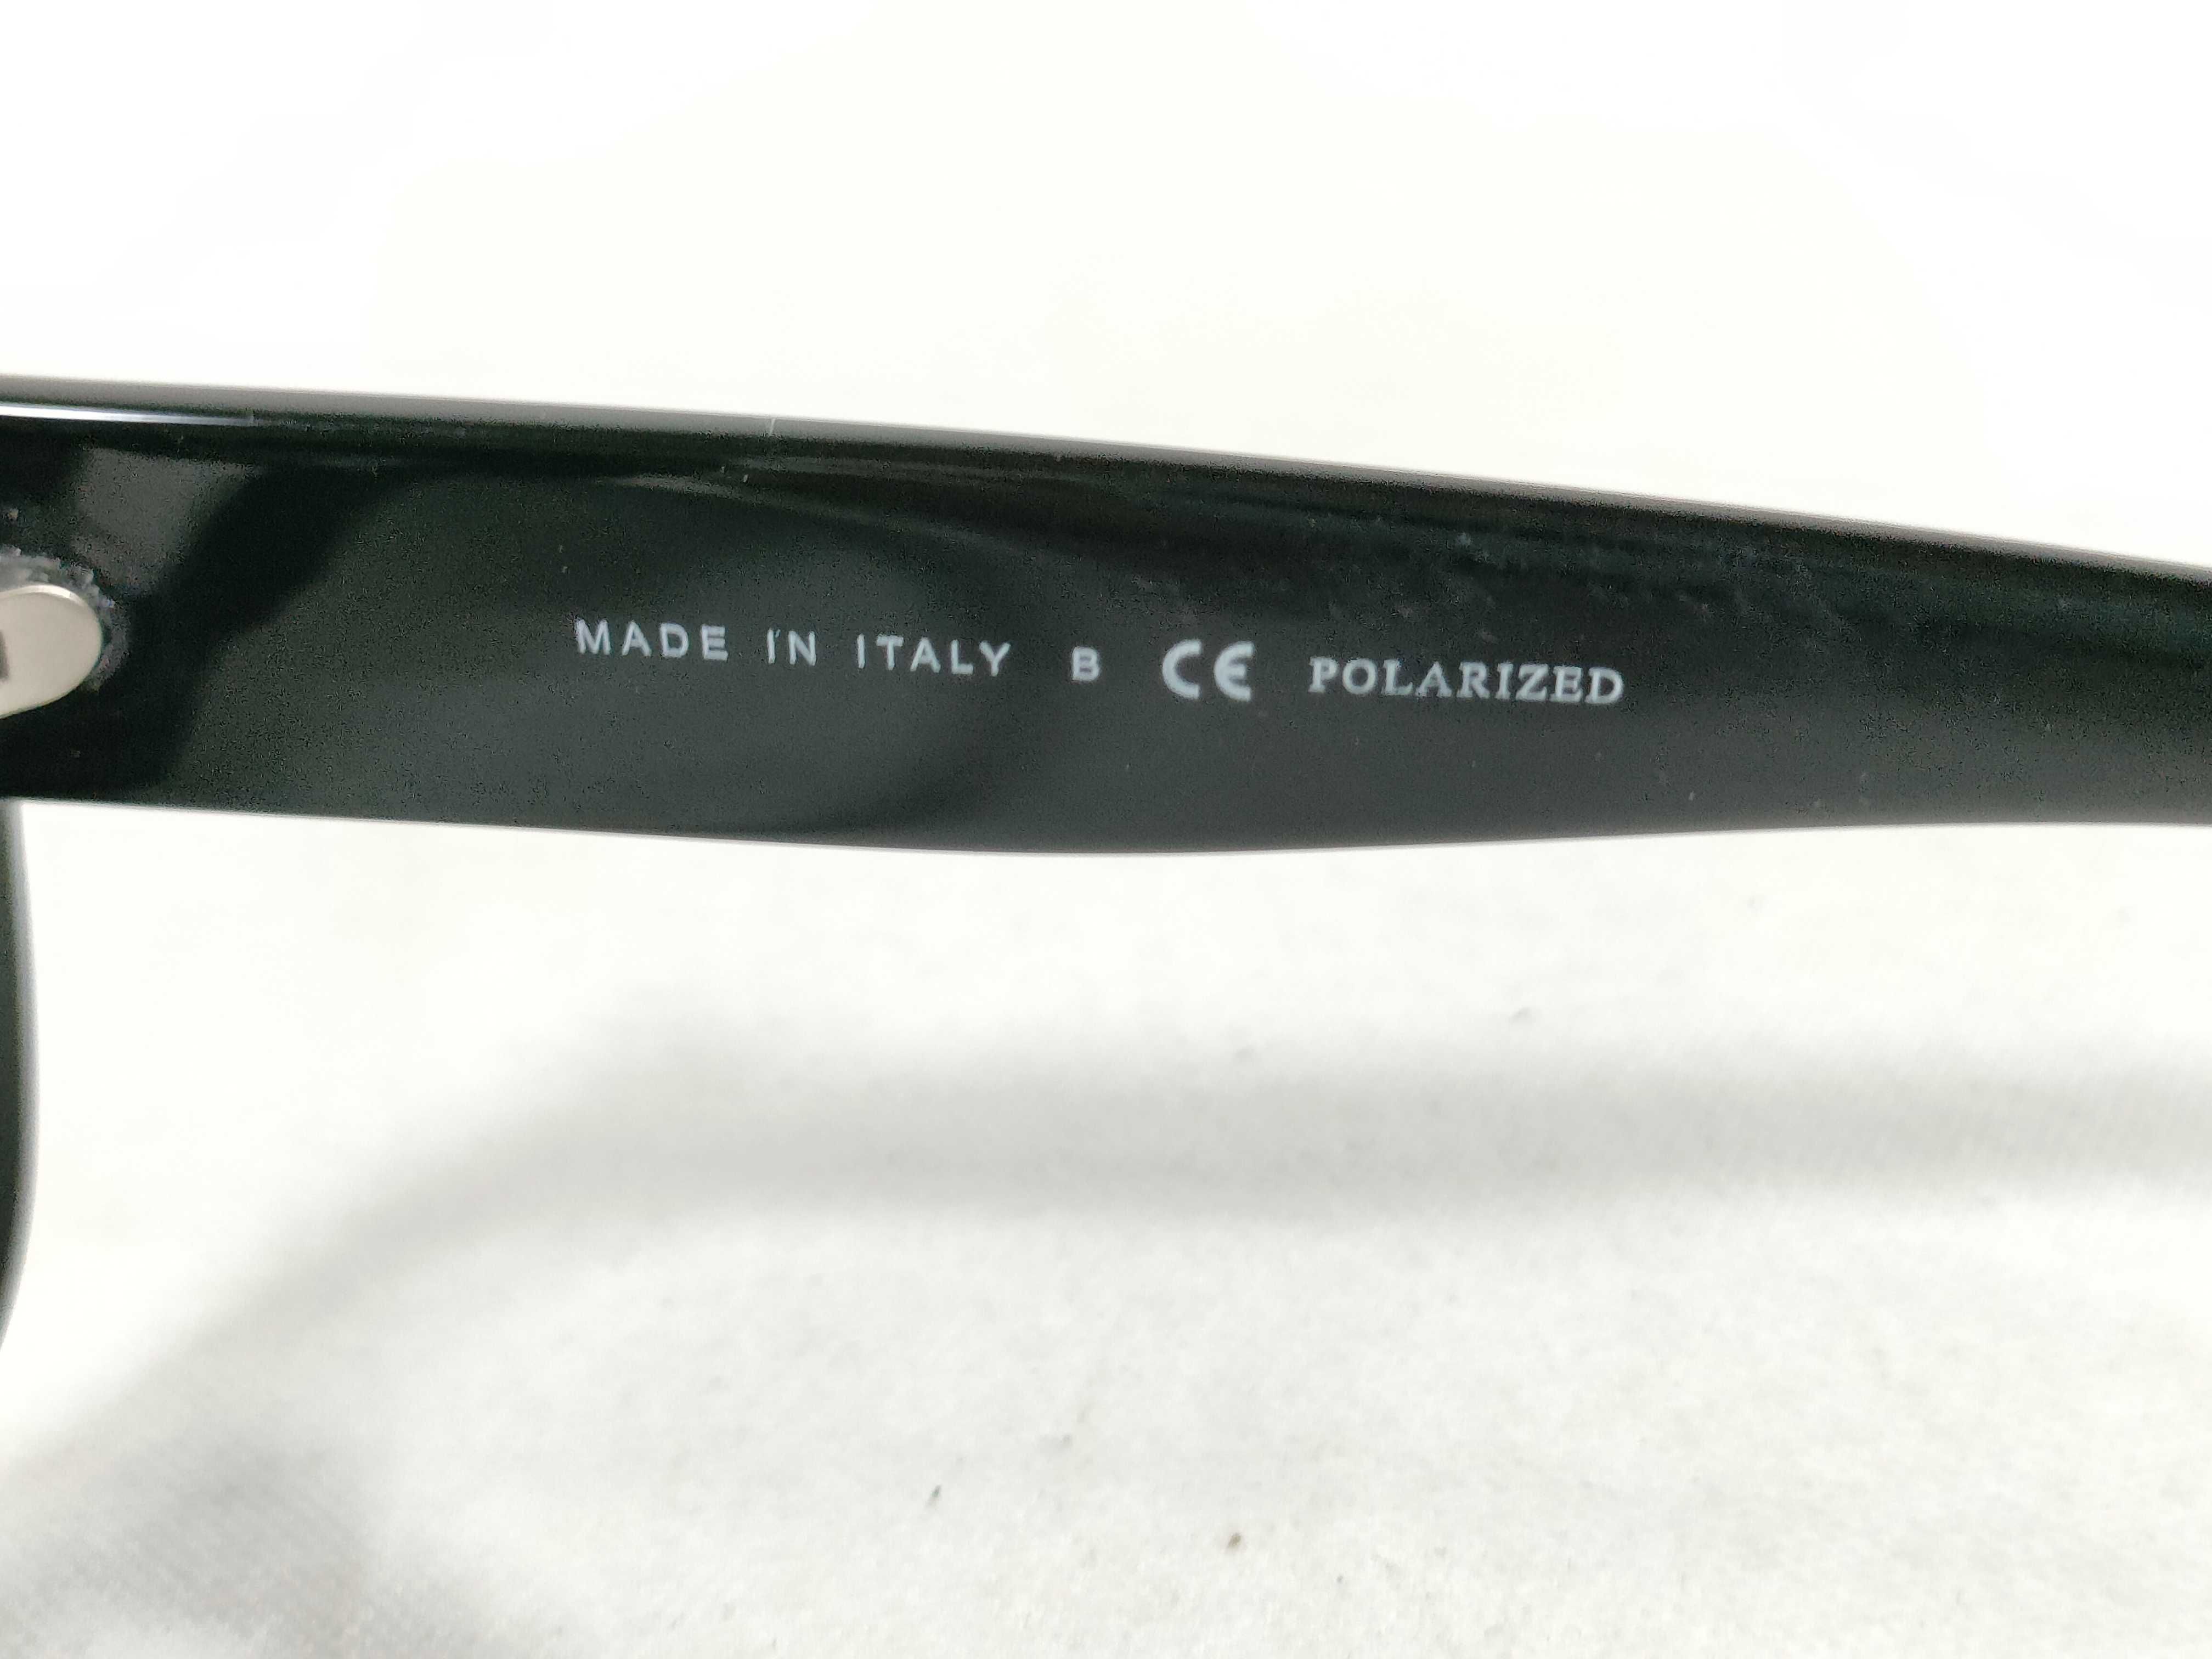 MADE IN ITALY B CE POLARIZED